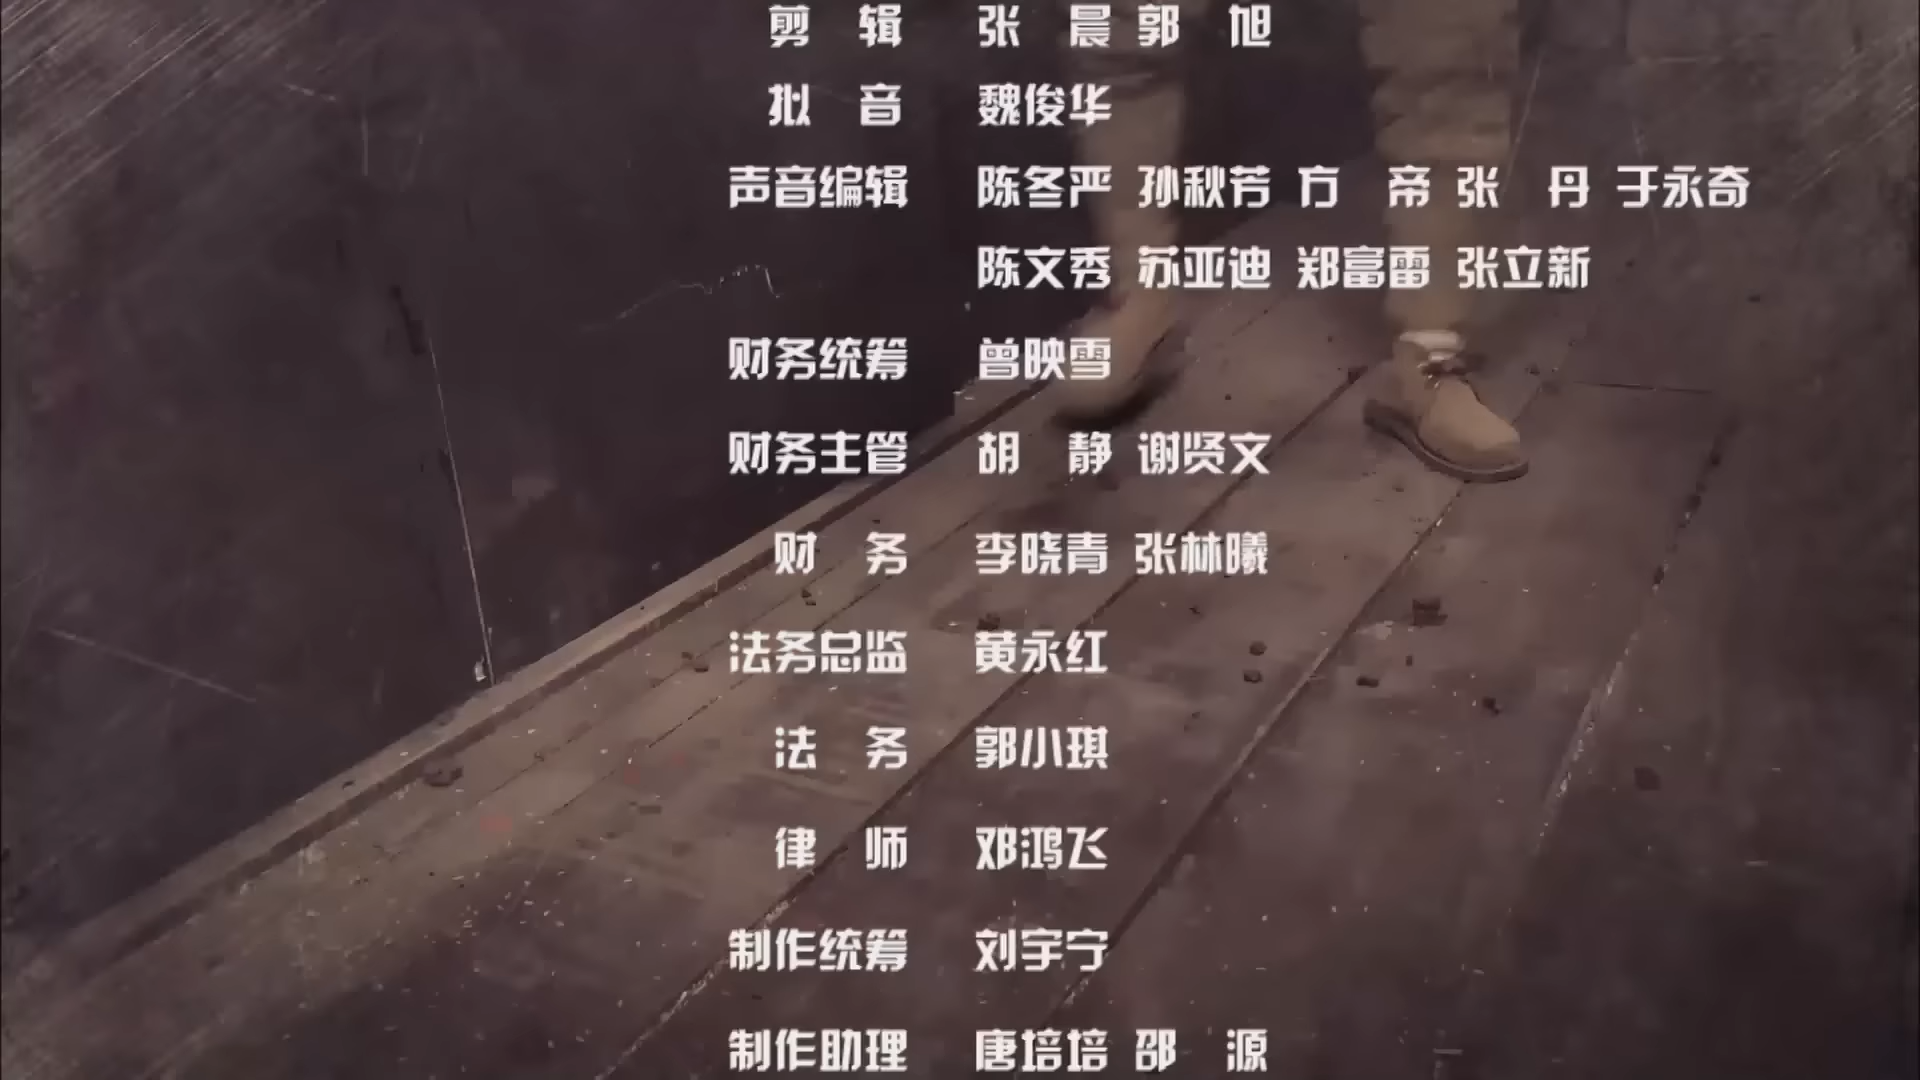 剪　辑　张　晨 郭　旭
拟　音　魏俊华
声音编辑　陈冬严 孙秋芳 方　帝 张　丹 于永奇
陈文秀 苏亚迪 郑富雷 张立新
财务统筹　曾映雪
财务主管　胡　静 谢贤文
财　务　李晓青 张林曦
法务总监　黄永红
法　务　郭小琪
律　师　邓鸿飞
制作统筹　刘宇宁
制作助理　唐培培 邵　源